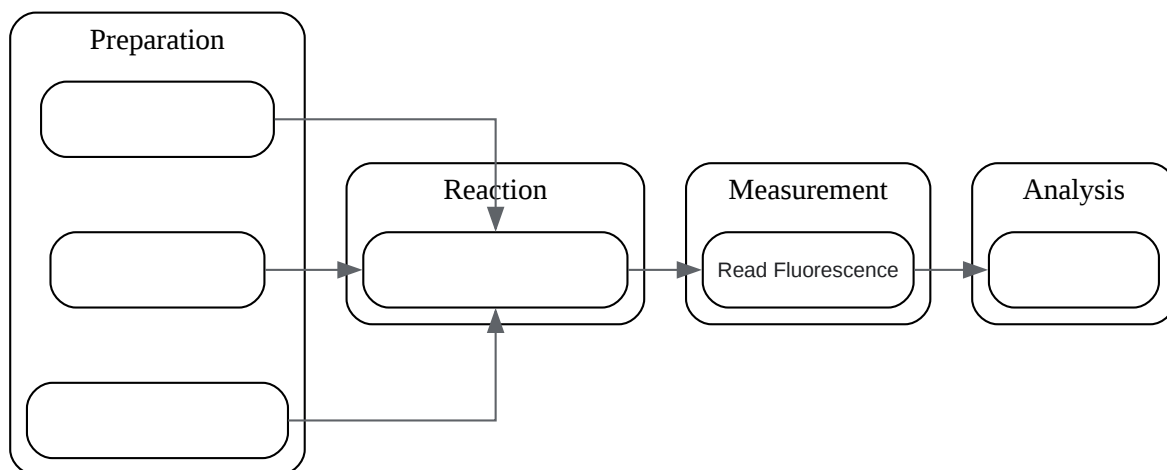 Preparation
Reaction
Measurement
Analysis
Read Fluorescence